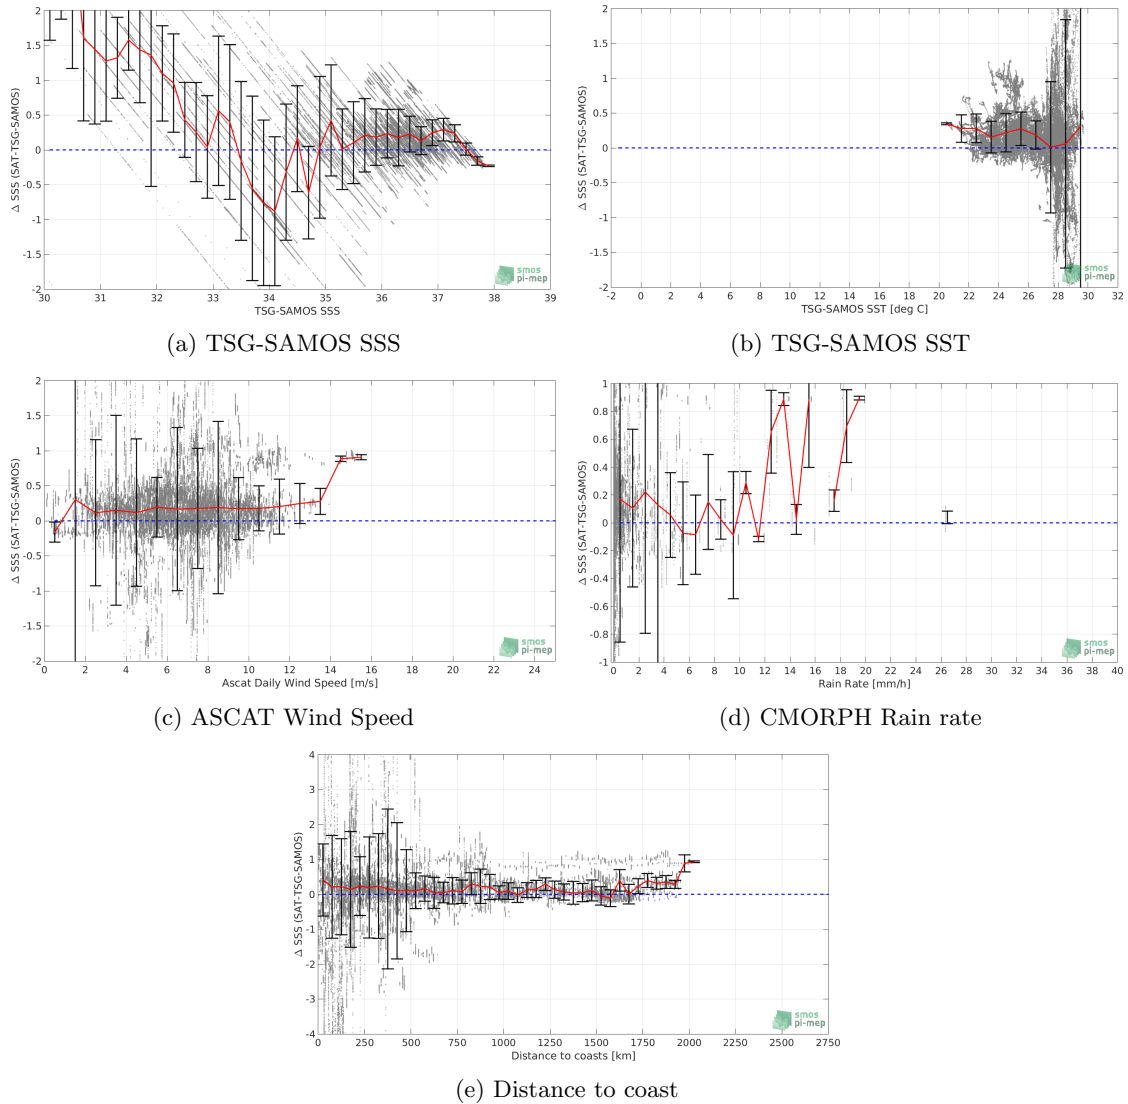 2
1.5
1
0.5
0
-0.5
-1
-1.5
-2
Δ SSS (SAT-TSG-SAMOS)
30 31 32 33 34 35 36 37 38 39
TSG-SAMOS SSS
smos
pi-mep
(a) TSG-SAMOS SSS
2
1.5
1
0.5
0
-0.5
-1
-1.5
-2
Δ SSS (SAT-TSG-SAMOS)
-2 0 2 4 6 8 10 12 14 16 18 20 22 24 26 28 30 32
TSG-SAMOS SST [deg C]
smos
pi-mep
(b) TSG-SAMOS SST
2
1.5
1
0.5
0
-0.5
-1
-1.5
-2
Δ SSS (SAT-TSG-SAMOS)
0 2 4 6 8 10 12 14 16 18 20 22 24
Ascat Daily Wind Speed [m/s]
smos
pi-mep
(c) ASCAT Wind Speed
1
0.8
0.6
0.4
0.2
0
-0.2
-0.4
-0.6
-0.8
-1
Δ SSS (SAT-TSG-SAMOS)
0 2 4 6 8 10 12 14 16 18 20 22 24 26 28 30 32 34 36 38 40
Rain Rate [mm/h]
smos
pi-mep
(d) CMORPH Rain rate
4
3
2
1
0
-1
-2
-3
-4
Δ SSS (SAT-TSG-SAMOS)
0 250 500 750 1000 1250 1500 1750 2000 2250 2500 2750
Distance to coasts [km]
smos
pi-mep
(e) Distance to coast